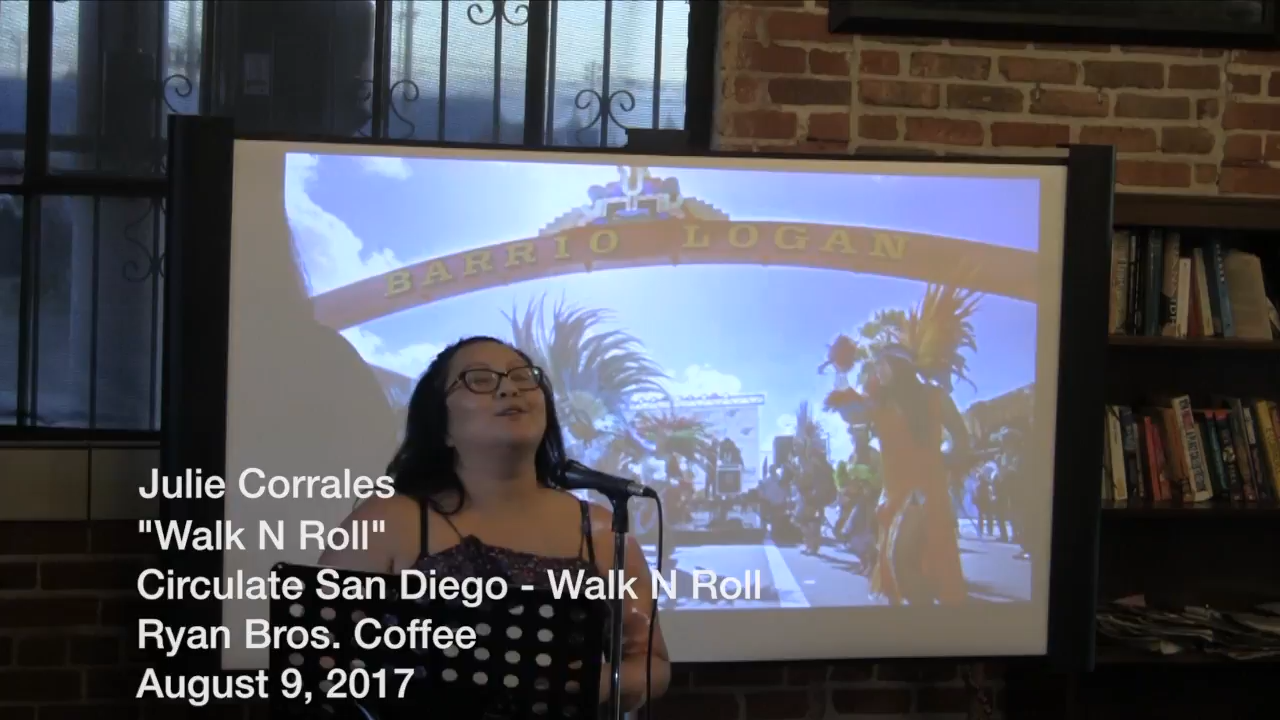 BARRIO LOGAN
Julie Corrales
"Walk N Roll"
Circulate San Diego - Walk N Roll
Ryan Bros. Coffee
August 9, 2017